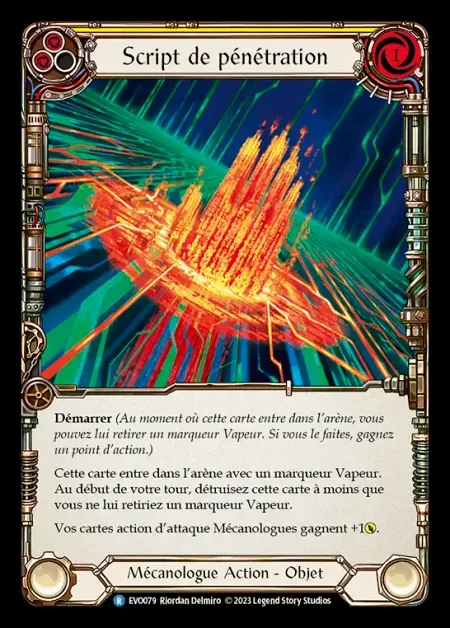 Script de pénétration
I
Démarrer (Au moment où cette carte entre dans l'arène, vous
pouvez lui retirer un marqueur Vapeur. Si vous le faites, gagnez
un point d'action.)
Cette carte entre dans l'arène avec un marqueur Vapeur.
Au début de votre tour, détruisez cette carte à moins que
vous ne lui retiriez un marqueur Vapeur.
Vos cartes action d'attaque Mécanologues gagnent +1.
Mécanologue Action - Objet
R EVO079 Riordan Delmiro ©2023 Legend Story Studios